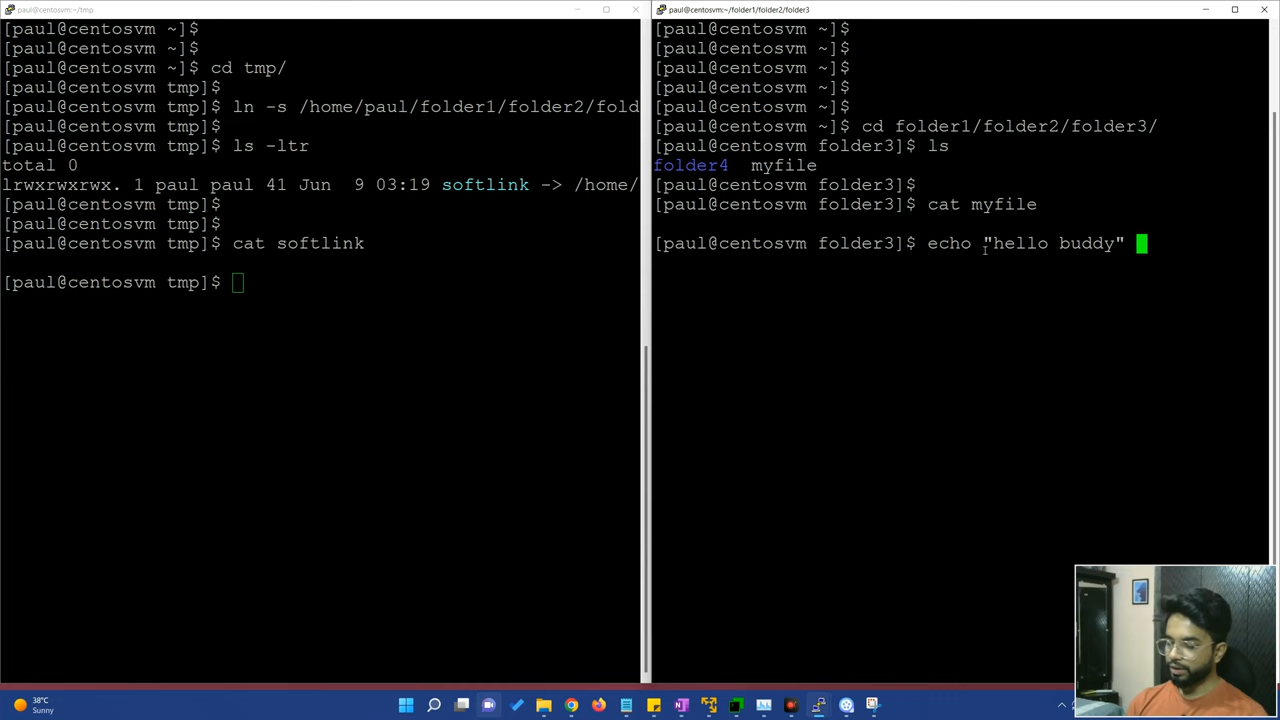 paul@centosvm:~/tmp
[paul@centosvm ~]$
[paul@centosvm ~]$
[paul@centosvm ~]$ cd tmp/
[paul@centosvm tmp]$
[paul@centosvm tmp]$ ln -s /home/paul/folder1/folder2/fold
[paul@centosvm tmp]$
[paul@centosvm tmp]$ ls -ltr
total 0
lrwxrwxrwx. 1 paul paul 41 Jun  9 03:19 softlink -> /home/
[paul@centosvm tmp]$
[paul@centosvm tmp]$
[paul@centosvm tmp]$ cat softlink
[paul@centosvm tmp]$
paul@centosvm:~/folder1/folder2/folder3
[paul@centosvm ~]$
[paul@centosvm ~]$
[paul@centosvm ~]$
[paul@centosvm ~]$
[paul@centosvm ~]$
[paul@centosvm ~]$ cd folder1/folder2/folder3/
[paul@centosvm folder3]$ ls
folder4  myfile
[paul@centosvm folder3]$
[paul@centosvm folder3]$ cat myfile
[paul@centosvm folder3]$ echo "hello buddy"
38°C
Sunny